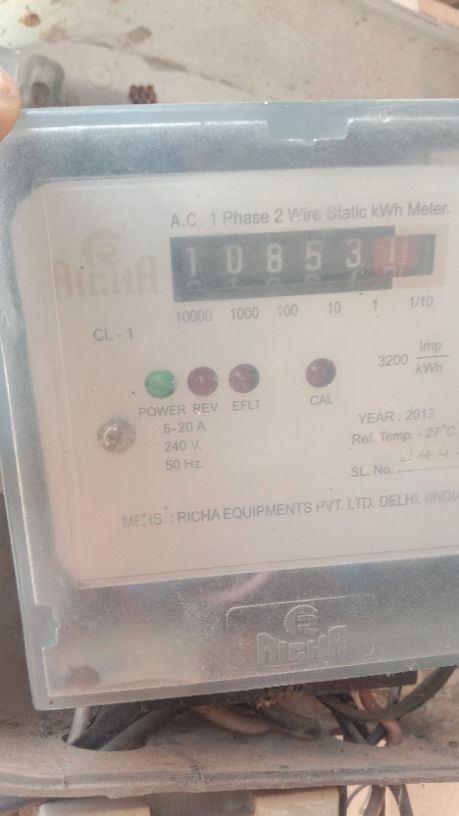 A.C. 1 Phase 2 Wire Static kWh Meter.
RICHA
1 0 8 5 3 1
10000 1000 100 10 1 1/10
CL - 1
3200 Imp/kWh
POWER REV. EFLT CAL
5-20 A
240 V.
50 Hz.
YEAR : 2013
Ref. Temp. - 27°C
SL. No.
MFRS. : RICHA EQUIPMENTS PVT. LTD. DELHI, (INDIA
RICHA